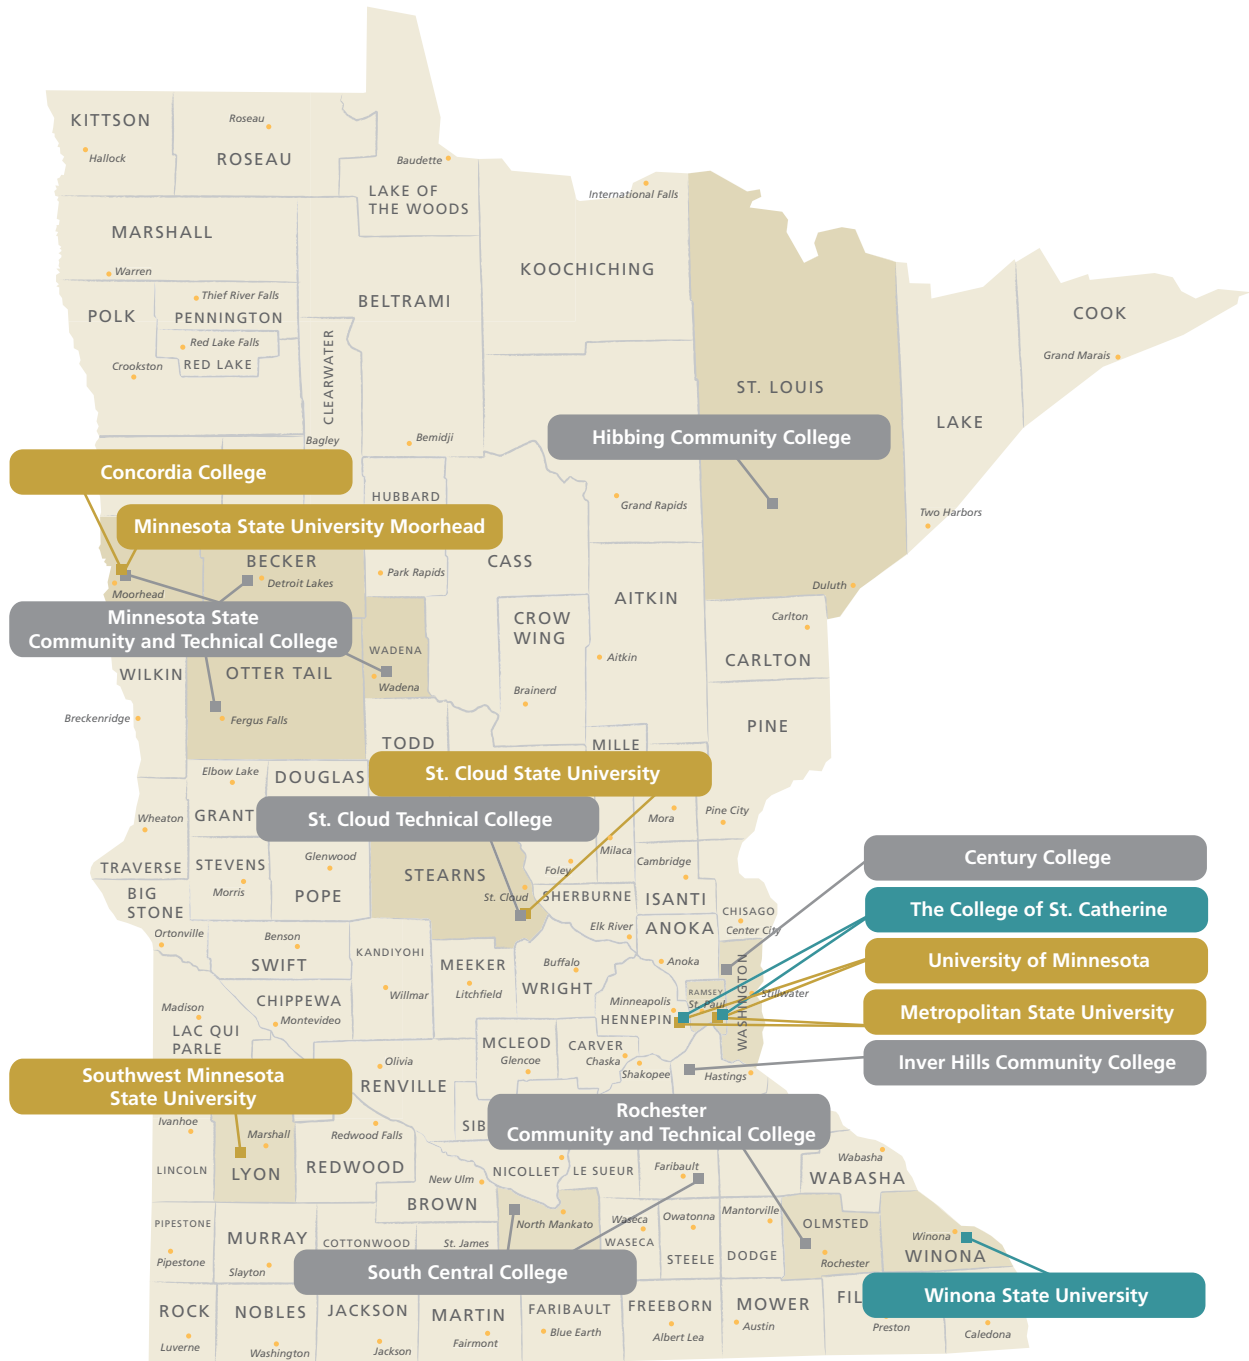 KITTSON
Hallock
Roseau
ROSEAU
Baudette
LAKE OF
THE WOODS
International Falls
MARSHALL
Warren
KOOCHICHING
BELTRAMI
Thief River Falls
POLK
PENNINGTON
Red Lake Falls
RED LAKE
Crookston
CLEARWATER
Bagley
Bemidji
COOK
Grand Marais
ST. LOUIS
LAKE
Hibbing Community College
Concordia College
HUBBARD
Grand Rapids
Two Harbors
Minnesota State University Moorhead
BECKER
Detroit Lakes
Moorhead
Park Rapids
CASS
Duluth
AITKIN
Minnesota State
Community and Technical College
CROW
WING
Carlton
WADENA
Aitkin
CARLTON
WILKIN
OTTER TAIL
Wadena
Brainerd
Breckenridge
Fergus Falls
PINE
TODD
MILLE
Elbow Lake
DOUGLAS
St. Cloud State University
GRANT
St. Cloud Technical College
Mora
Pine City
Wheaton
Milaca
TRAVERSE
STEVENS
Glenwood
Foley
Cambridge
Century College
Morris
POPE
STEARNS
St. Cloud
SHERBURNE
ISANTI
BIG
STONE
CHISAGO
Center City
The College of St. Catherine
Ortonville
Benson
SWIFT
KANDIYOHI
Elk River
ANOKA
University of Minnesota
MEEKER
Buffalo
Anoka
Litchfield
WRIGHT
Willmar
RAMSEY
St. Paul
Stillwater
WASHINGTON
Minneapolis
HENNEPIN
Metropolitan State University
Madison
CHIPPEWA
Montevideo
LAC QUI
PARLE
MCLEOD
Glencoe
CARVER
Chaska
Shakopee
Inver Hills Community College
Hastings
Olivia
RENVILLE
Southwest Minnesota
State University
SIB
Rochester
Community and Technical College
Ivanhoe
Marshall
Redwood Falls
LINCOLN
LYON
REDWOOD
NICOLLET
LE SUEUR
Faribault
Wabasha
WABASHA
New Ulm
BROWN
North Mankato
Waseca
WASECA
Owatonna
STEELE
Mantorville
DODGE
OLMSTED
Rochester
Winona
WINONA
PIPESTONE
Pipestone
MURRAY
Slayton
COTTONWOOD
St. James
South Central College
Winona State University
ROCK
Luverne
NOBLES
Washington
JACKSON
Jackson
MARTIN
Fairmont
FARIBAULT
Blue Earth
FREEBORN
Albert Lea
MOWER
Austin
FIL
Preston
Caledona